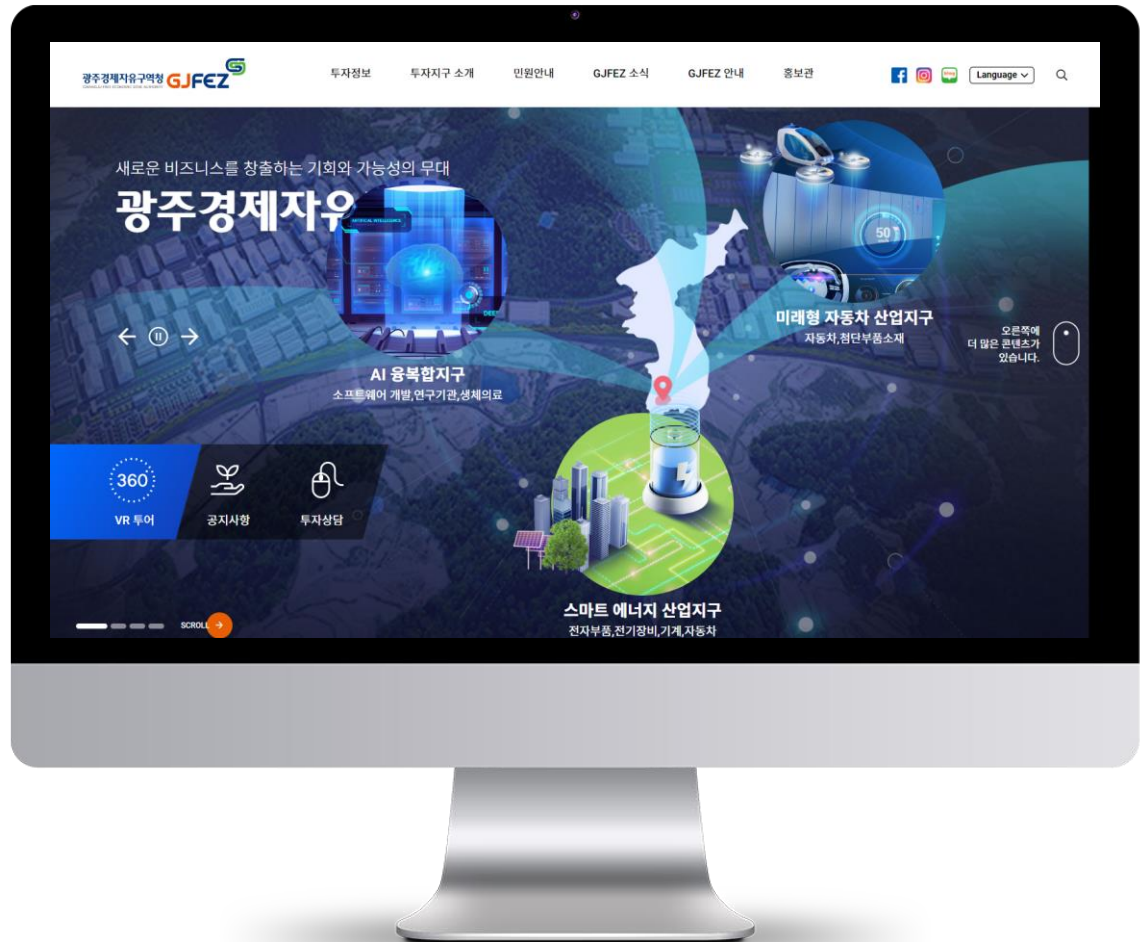 광주경제자유구역청 GJFEZ
투자정보 투자지구 소개 민원안내 GJFEZ 소식 GJFEZ 안내 홍보관
Language
새로운 비즈니스를 창출하는 기회와 가능성의 무대
광주경제자유
ARTIFICIAL INTELLIGENCE
50
AI 융복합지구
소프트웨어 개발,연구기관,생체의료
미래형 자동차 산업지구
자동차,첨단부품소재
오른쪽에
더 많은 콘텐츠가
있습니다.
360
VR 투어
공지사항
투자상담
스마트 에너지 산업지구
전자부품,전기장비,기계,자동차
SCROLL